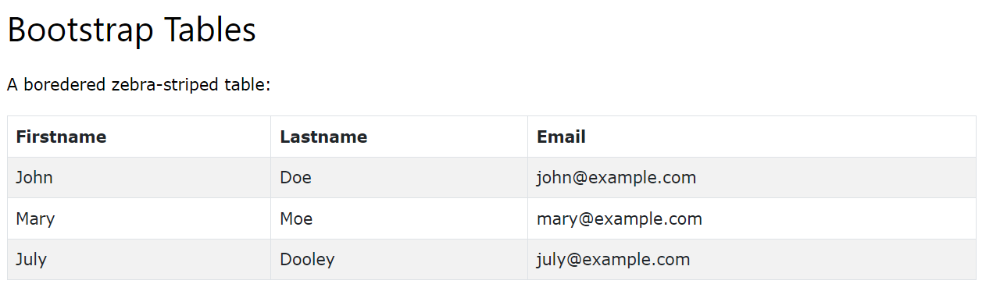 Bootstrap Tables
A boredered zebra-striped table:
Firstname Lastname Email
John Doe john@example.com
Mary Moe mary@example.com
July Dooley july@example.com